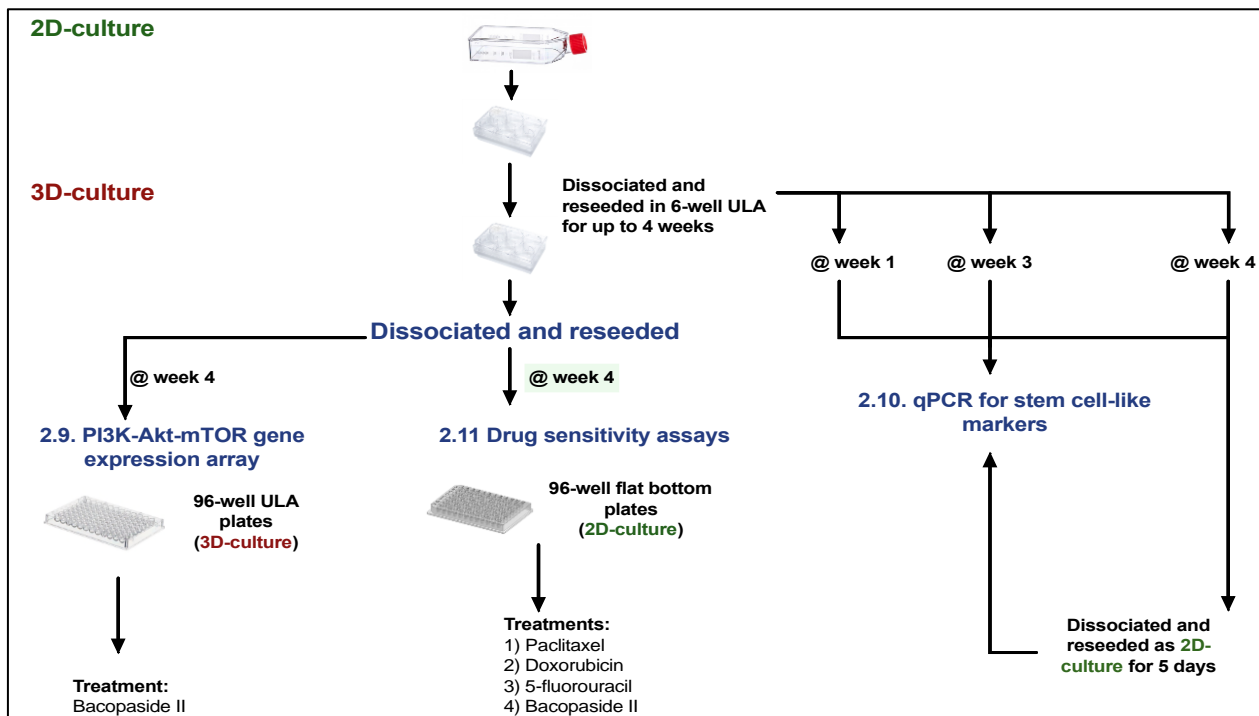 2D-culture
3D-culture
Dissociated and
reseeded in 6-well ULA
for up to 4 weeks
@ week 1
@ week 3
@ week 4
Dissociated and reseeded
@ week 4
@ week 4
2.9. PI3K-Akt-mTOR gene
expression array
2.11 Drug sensitivity assays
2.10. qPCR for stem cell-like
markers
96-well ULA
plates
(3D-culture)
96-well flat bottom
plates
(2D-culture)
Treatment:
Bacopaside II
Treatments:
1) Paclitaxel
2) Doxorubicin
3) 5-fluorouracil
4) Bacopaside II
Dissociated and
reseeded as 2D-
culture for 5 days